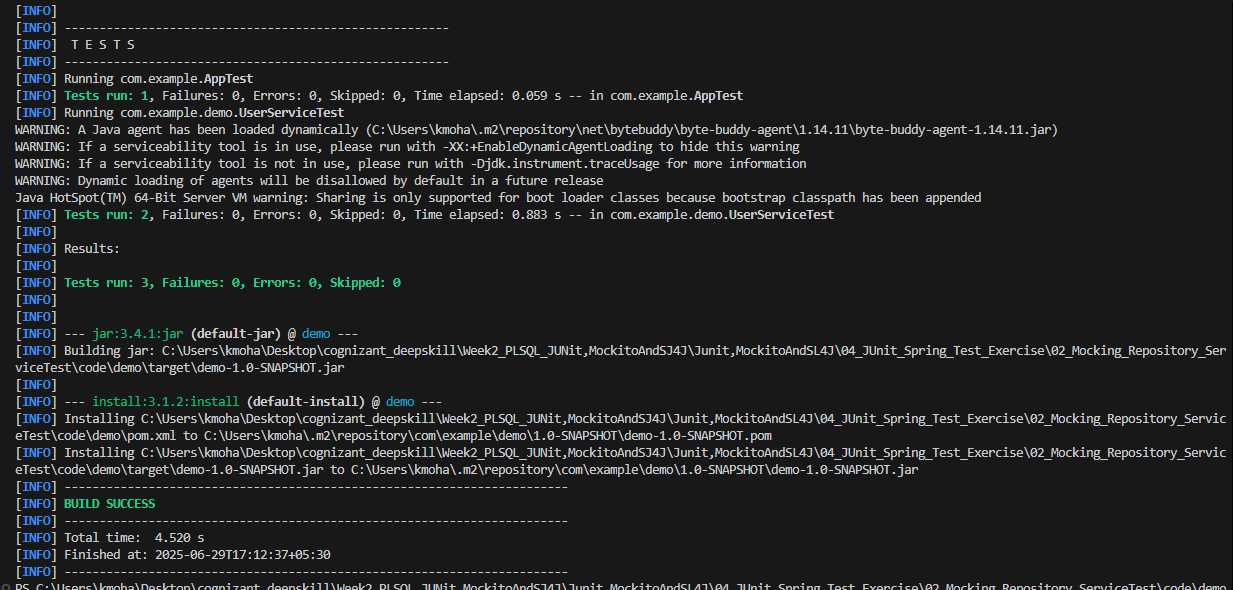 [INFO]
[INFO] -------------------------------------------------------
[INFO]  T E S T S
[INFO] -------------------------------------------------------
[INFO] Running com.example.AppTest
[INFO] Tests run: 1, Failures: 0, Errors: 0, Skipped: 0, Time elapsed: 0.059 s -- in com.example.AppTest
[INFO] Running com.example.demo.UserServiceTest
WARNING: A Java agent has been loaded dynamically (C:\Users\kmoha\.m2\repository\net\bytebuddy\byte-buddy-agent\1.14.11\byte-buddy-agent-1.14.11.jar)
WARNING: If a serviceability tool is in use, please run with -XX:+EnableDynamicAgentLoading to hide this warning
WARNING: If a serviceability tool is not in use, please run with -Djdk.instrument.traceUsage for more information
WARNING: Dynamic loading of agents will be disallowed by default in a future release
Java HotSpot(TM) 64-Bit Server VM warning: Sharing is only supported for boot loader classes because bootstrap classpath has been appended
[INFO] Tests run: 2, Failures: 0, Errors: 0, Skipped: 0, Time elapsed: 0.883 s -- in com.example.demo.UserServiceTest
[INFO]
[INFO] Results:
[INFO]
[INFO] Tests run: 3, Failures: 0, Errors: 0, Skipped: 0
[INFO]
[INFO]
[INFO] --- jar:3.4.1:jar (default-jar) @ demo ---
[INFO] Building jar: C:\Users\kmoha\Desktop\cognizant_deepskill\Week2_PLSQL_JUNit,MockitoAndSJ4J\Junit,MockitoAndSL4J\04_JUnit_Spring_Test_Exercise\02_Mocking_Repository_Ser
viceTest\code\demo\target\demo-1.0-SNAPSHOT.jar
[INFO]
[INFO] --- install:3.1.2:install (default-install) @ demo ---
[INFO] Installing C:\Users\kmoha\Desktop\cognizant_deepskill\Week2_PLSQL_JUNit,MockitoAndSJ4J\Junit,MockitoAndSL4J\04_JUnit_Spring_Test_Exercise\02_Mocking_Repository_Servic
eTest\code\demo\pom.xml to C:\Users\kmoha\.m2\repository\com\example\demo\1.0-SNAPSHOT\demo-1.0-SNAPSHOT.pom
[INFO] Installing C:\Users\kmoha\Desktop\cognizant_deepskill\Week2_PLSQL_JUNit,MockitoAndSJ4J\Junit,MockitoAndSL4J\04_JUnit_Spring_Test_Exercise\02_Mocking_Repository_Servic
eTest\code\demo\target\demo-1.0-SNAPSHOT.jar to C:\Users\kmoha\.m2\repository\com\example\demo\1.0-SNAPSHOT\demo-1.0-SNAPSHOT.jar
[INFO] ------------------------------------------------------------------------
[INFO] BUILD SUCCESS
[INFO] ------------------------------------------------------------------------
[INFO] Total time:  4.520 s
[INFO] Finished at: 2025-06-29T17:12:37+05:30
[INFO] ------------------------------------------------------------------------
PS C:\Users\kmoha\Desktop\cognizant_deepskill\Week2_PLSQL_JUNit,MockitoAndSJ4J\Junit,MockitoAndSL4J\04_JUnit_Spring_Test_Exercise\02_Mocking_Repository_ServiceTest\code\demo